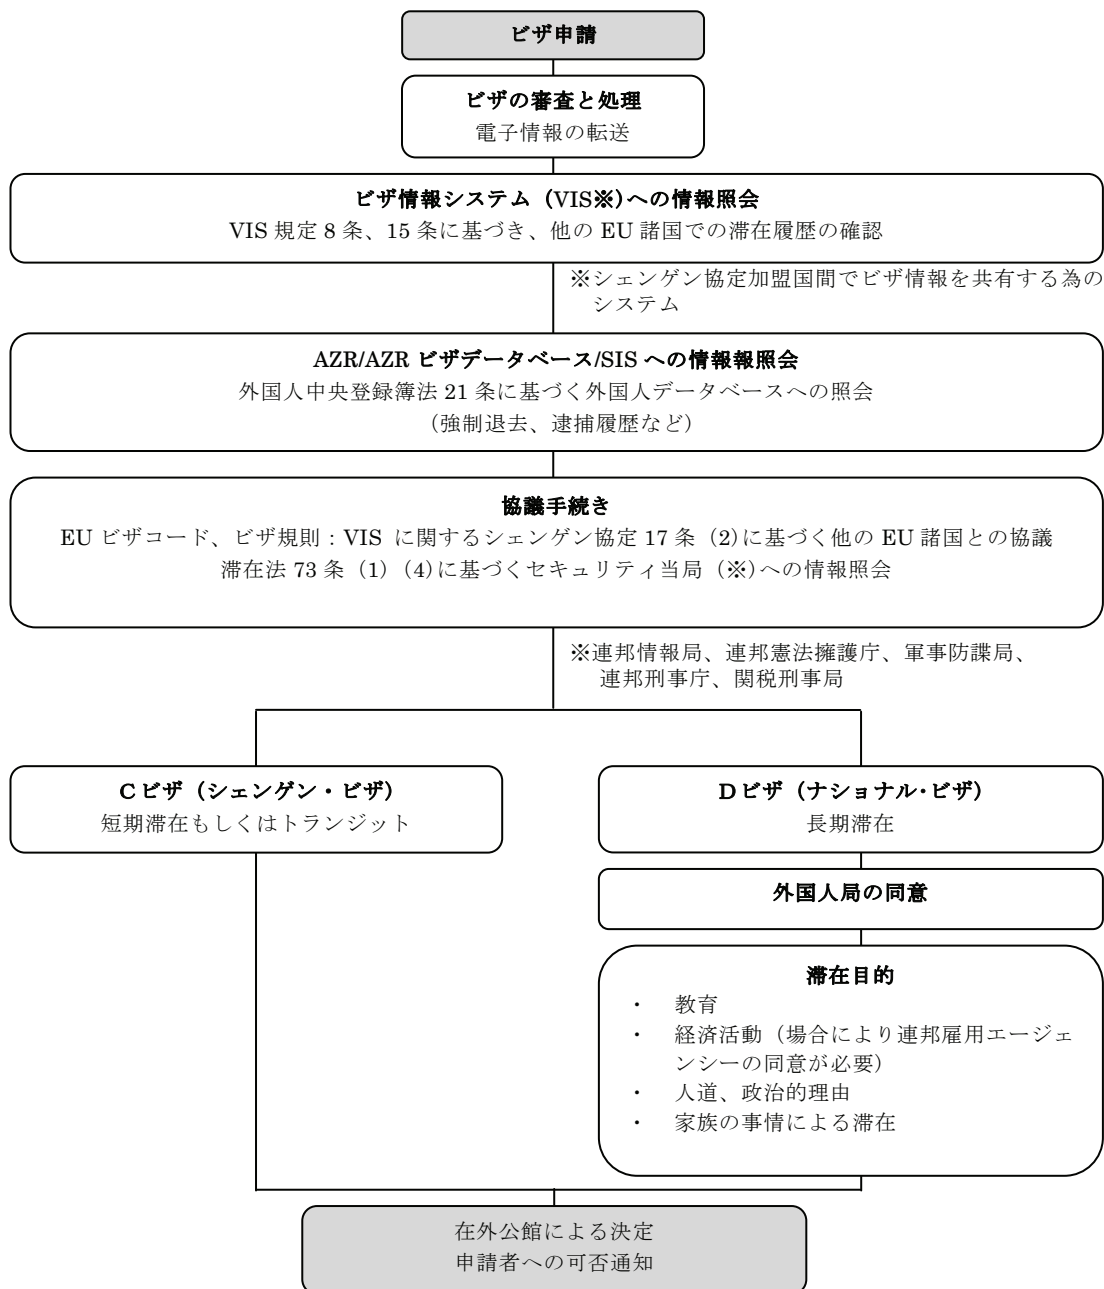 ビザ申請
ビザの審査と処理
電子情報の転送
ビザ情報システム（VIS※）への情報照会
VIS 規定 8 条、15 条に基づき、他の EU 諸国での滞在履歴の確認
※シェンゲン協定加盟国間でビザ情報を共有する為の
システム
AZR/AZR ビザデータベース/SIS への情報報照会
外国人中央登録簿法 21 条に基づく外国人データベースへの照会
（強制退去、逮捕履歴など）
協議手続き
EU ビザコード、ビザ規則：VIS に関するシェンゲン協定 17 条（2）に基づく他の EU 諸国との協議
滞在法 73 条（1）（4）に基づくセキュリティ当局（※）への情報照会
※連邦情報局、連邦憲法擁護庁、軍事防諜局、
連邦刑事庁、関税刑事局
Cビザ（シェンゲン・ビザ）
短期滞在もしくはトランジット
Dビザ（ナショナル・ビザ）
長期滞在
外国人局の同意
滞在目的
・ 教育
・ 経済活動（場合により連邦雇用エージェ
ンシーの同意が必要）
・ 人道、政治的理由
・ 家族の事情による滞在
在外公館による決定
申請者への可否通知